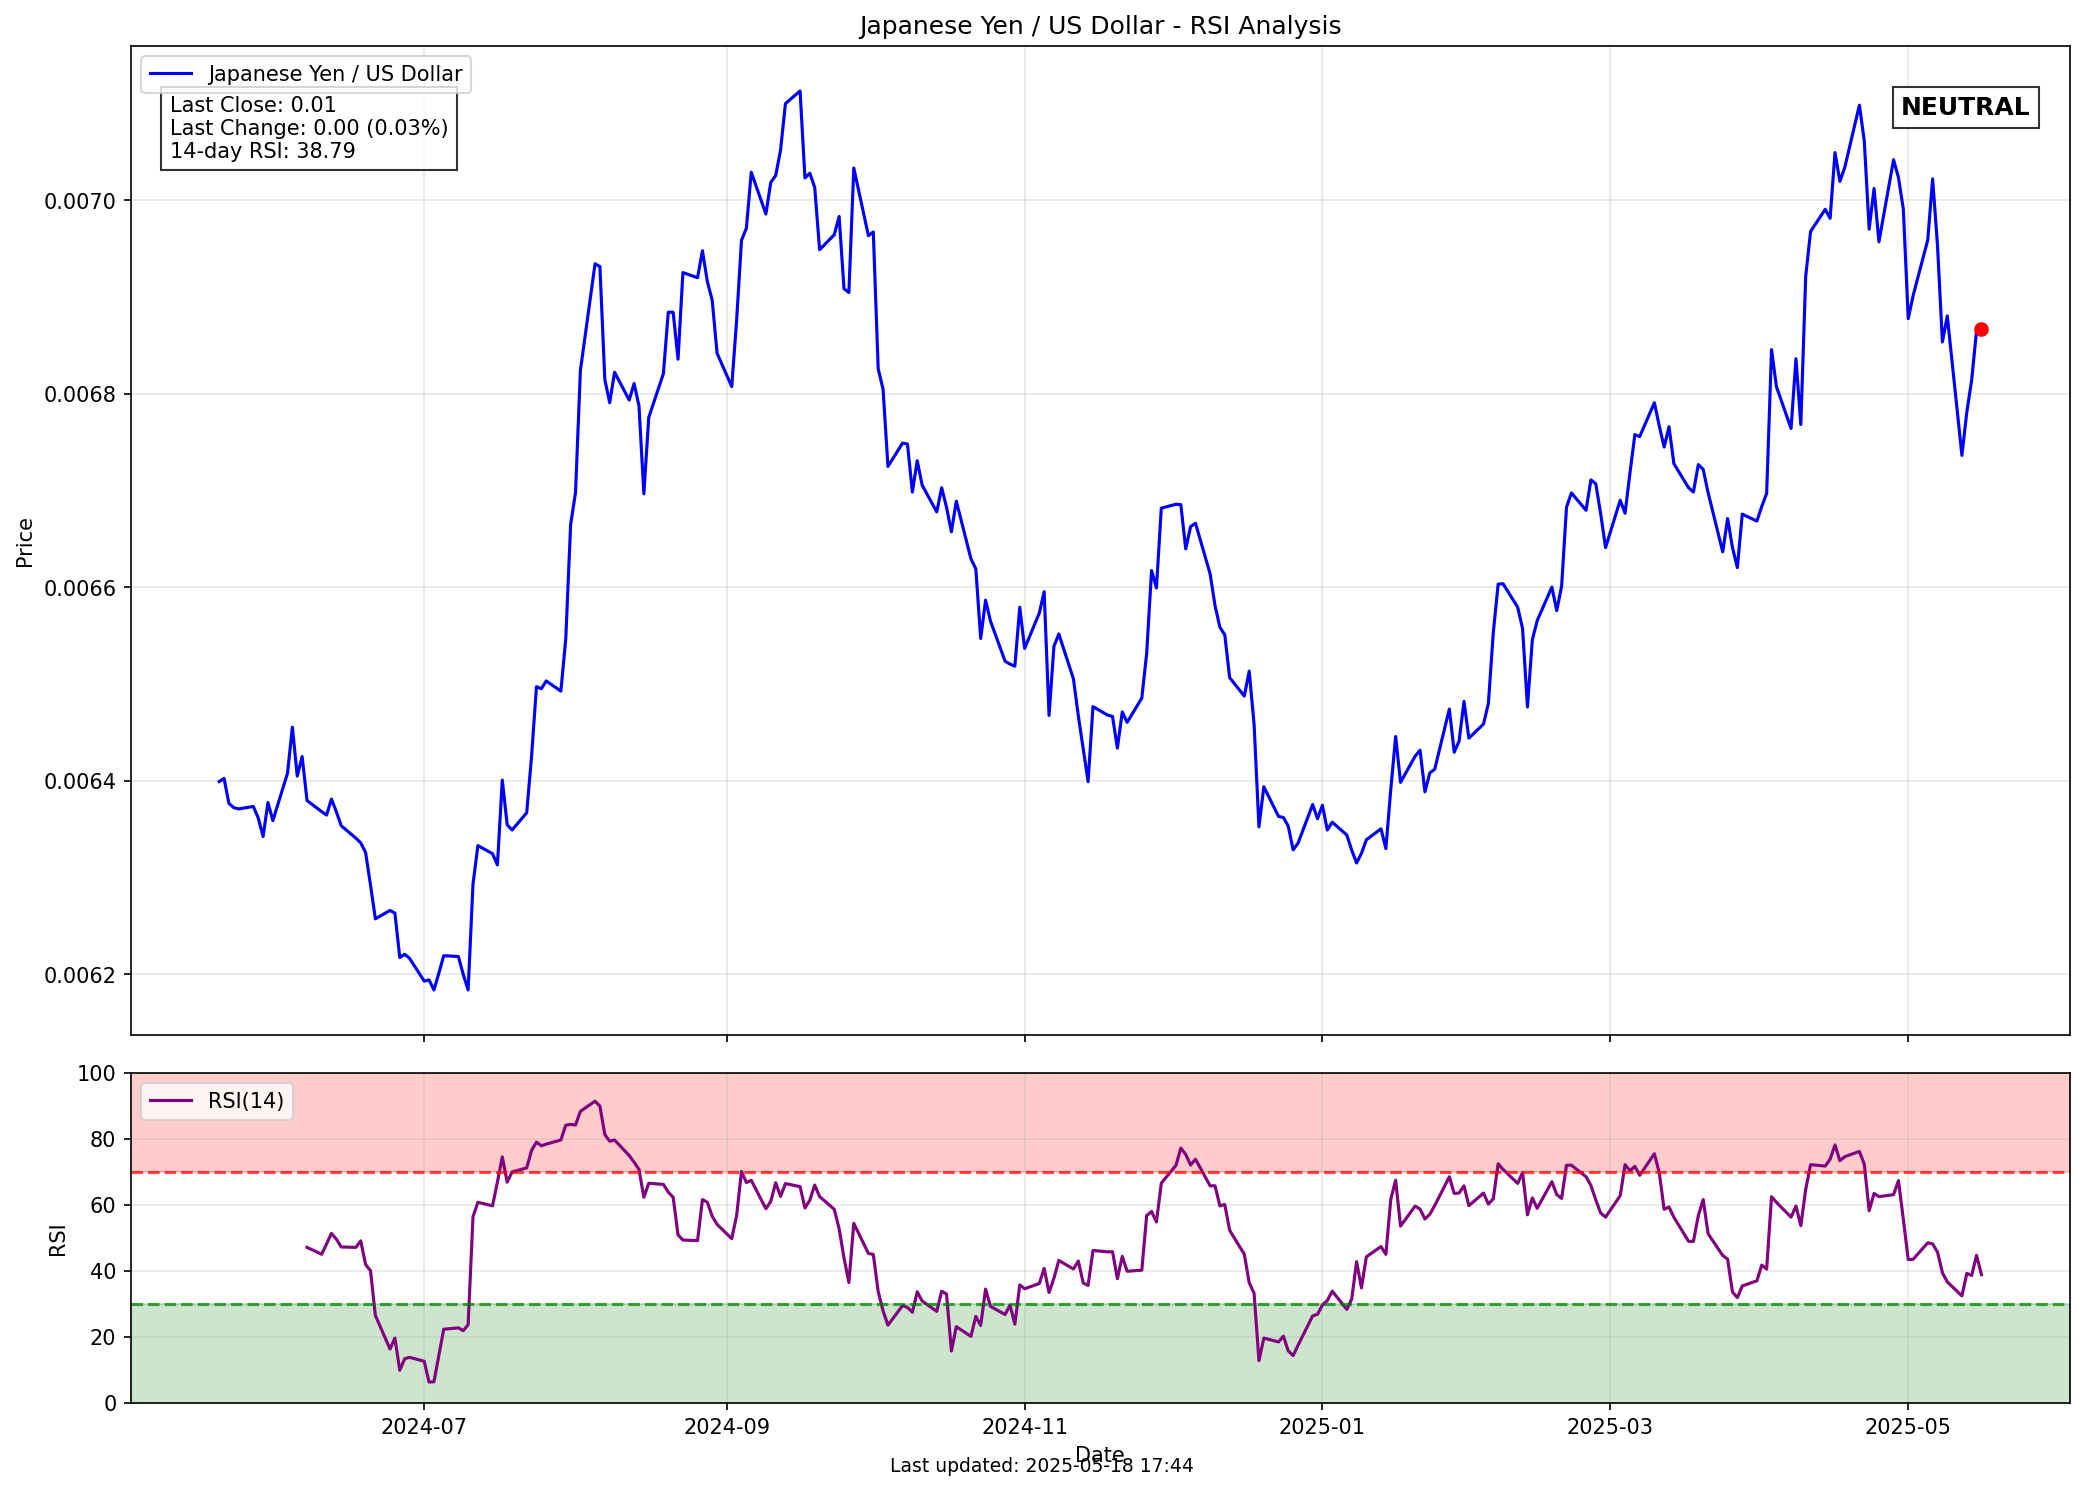 Japanese Yen / US Dollar - RSI Analysis
Japanese Yen / US Dollar
Last Close: 0.01
Last Change: 0.00 (0.03%)
14-day RSI: 38.79
NEUTRAL
0.0070
0.0068
0.0066
0.0064
0.0062
Price
RSI(14)
100
80
60
40
20
0
RSI
2024-07
2024-09
2024-11
2025-01
2025-03
2025-05
Date
Last updated: 2025-05-18 17:44